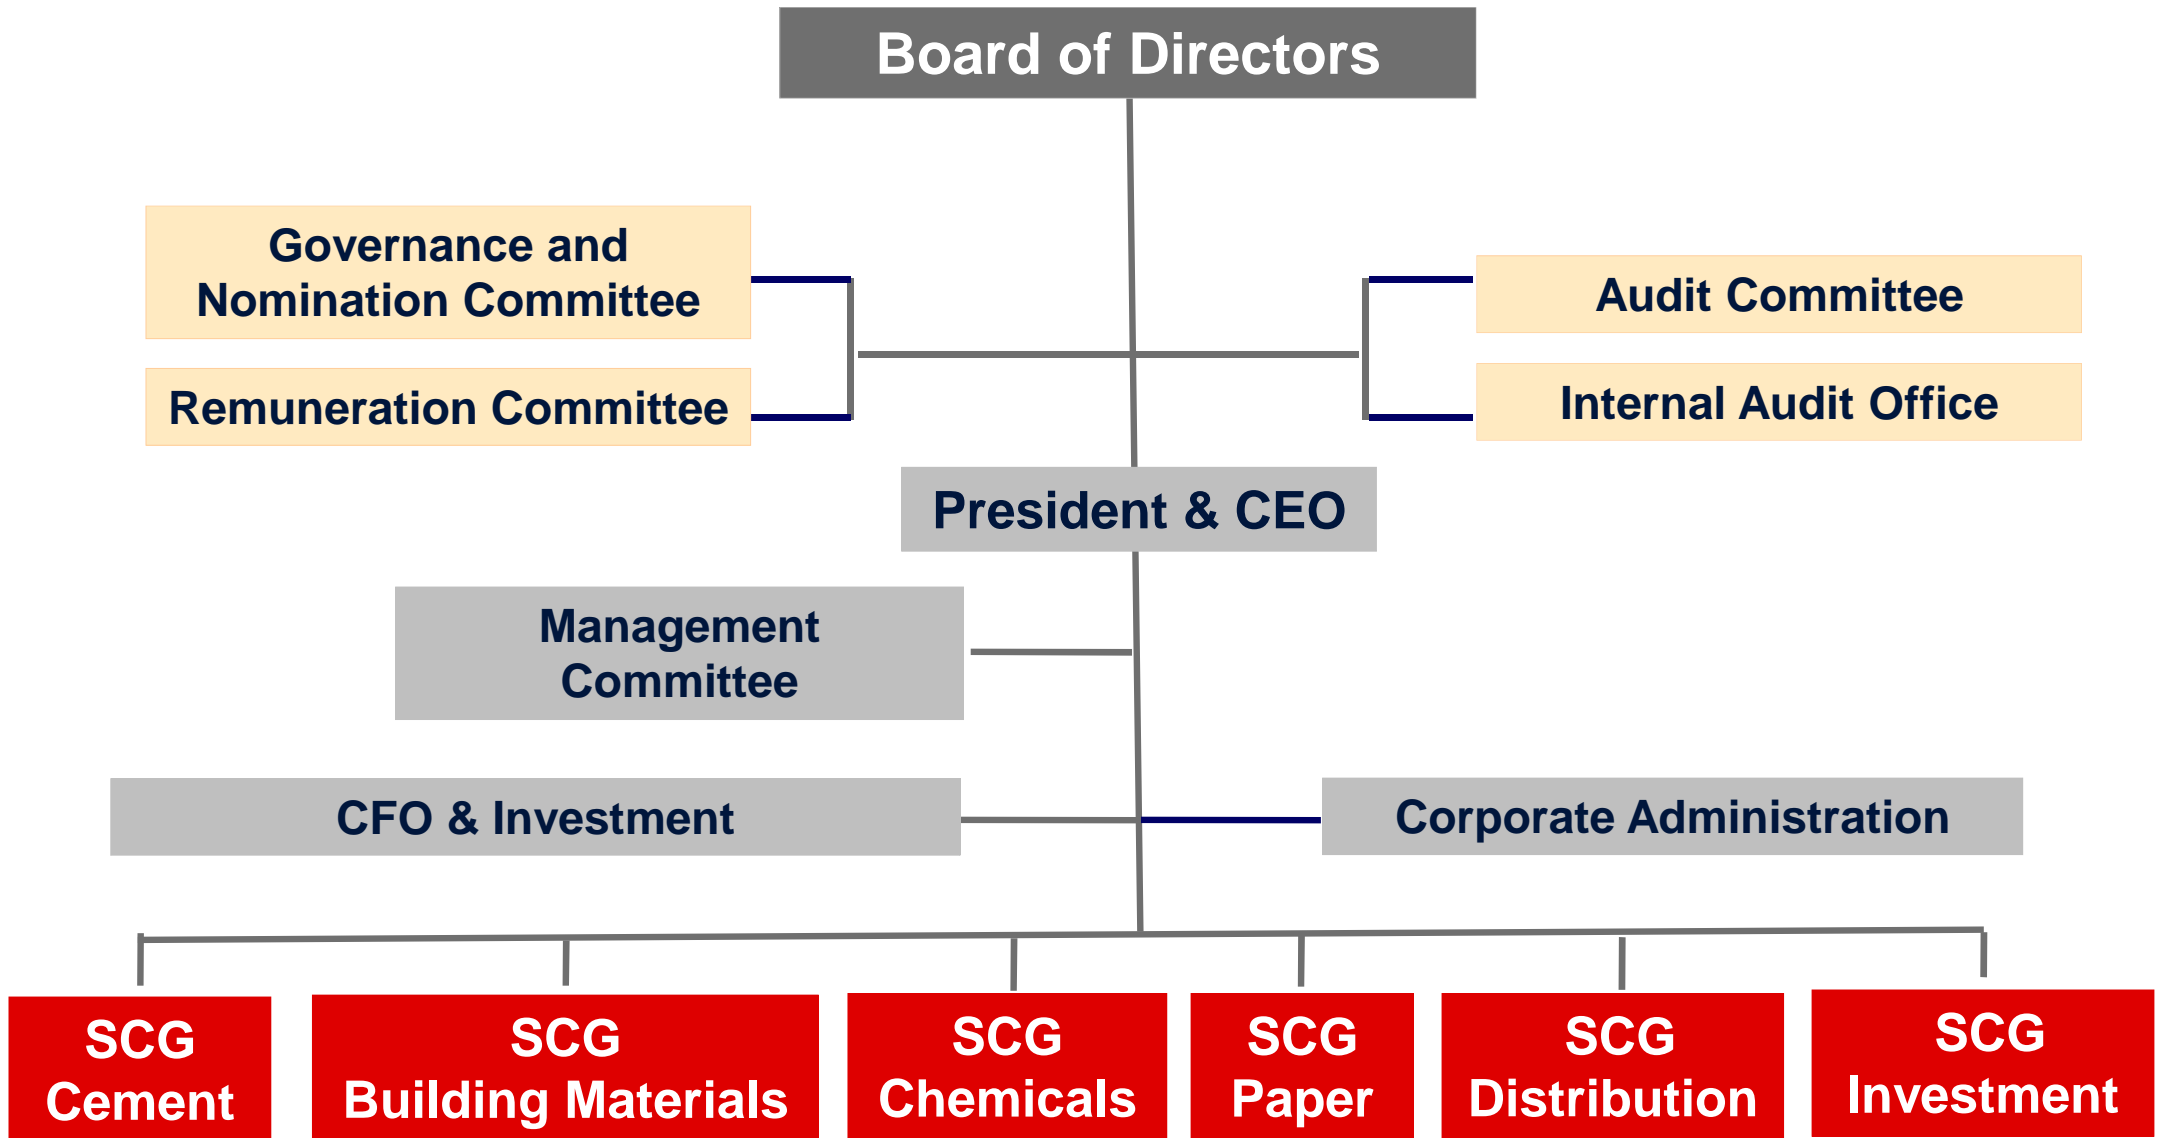 Board of Directors
Governance and
Nomination Committee
Remuneration Committee
Audit Committee
Internal Audit Office
President & CEO
Management
Committee
CFO & Investment
Corporate Administration
SCG
Cement
SCG
Building Materials
SCG
Chemicals
SCG
Paper
SCG
Distribution
SCG
Investment